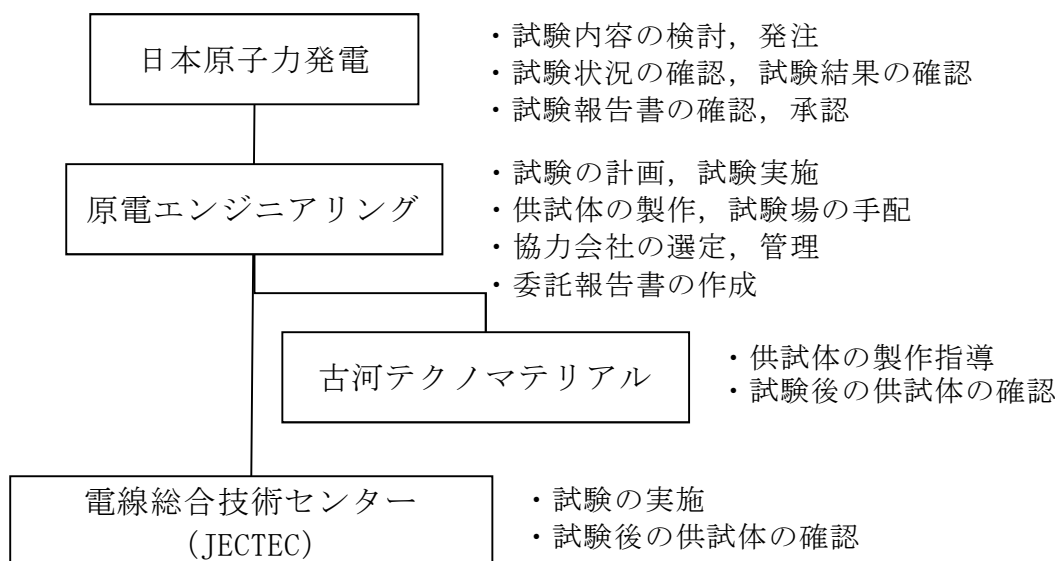 日本原子力発電
・試験内容の検討，発注
・試験状況の確認，試験結果の確認
・試験報告書の確認，承認
原電エンジニアリング
・試験の計画，試験実施
・供試体の製作，試験場の手配
・協力会社の選定，管理
・委託報告書の作成
古河テクノマテリアル
・供試体の製作指導
・試験後の供試体の確認
電線総合技術センター
（JECTEC）
・試験の実施
・試験後の供試体の確認